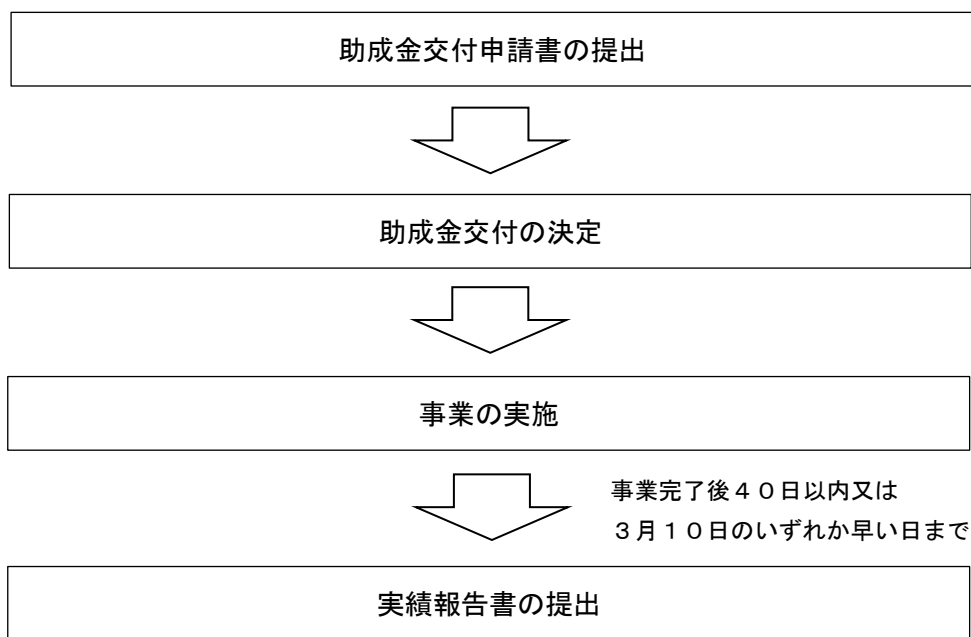 助成金交付申請書の提出
助成金交付の決定
事業の実施
事業完了後４０日以内又は
３月１０日のいずれか早い日まで
実績報告書の提出